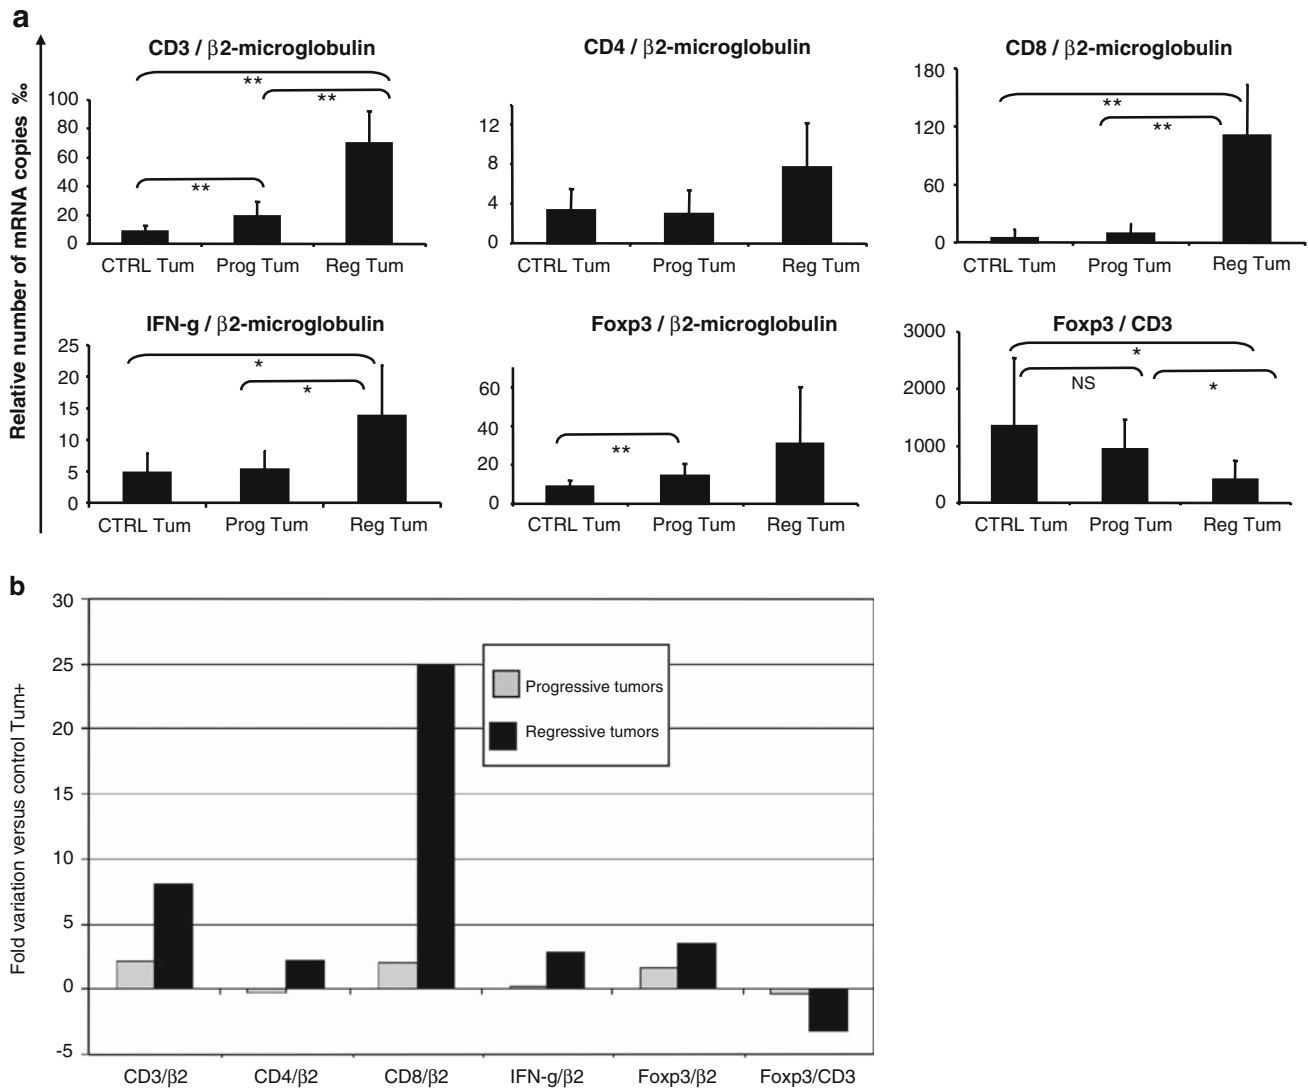 a
Relative number of mRNA copies ‰
CD3 / β2-microglobulin
100
80
60
40
20
0
**
**
**
CTRL Tum Prog Tum Reg Tum
CD4 / β2-microglobulin
12
8
4
0
CTRL Tum Prog Tum Reg Tum
CD8 / β2-microglobulin
180
120
60
0
**
**
CTRL Tum Prog Tum Reg Tum
IFN-g / β2-microglobulin
25
20
15
10
5
0
*
*
CTRL Tum Prog Tum Reg Tum
Foxp3 / β2-microglobulin
60
40
20
0
**
CTRL Tum Prog Tum Reg Tum
Foxp3 / CD3
3000
2000
1000
0
*
NS
*
CTRL Tum Prog Tum Reg Tum
b
Fold variation versus control Tum+
30
25
20
15
10
5
0
-5
Progressive tumors
Regressive tumors
CD3/β2 CD4/β2 CD8/β2 IFN-g/β2 Foxp3/β2 Foxp3/CD3